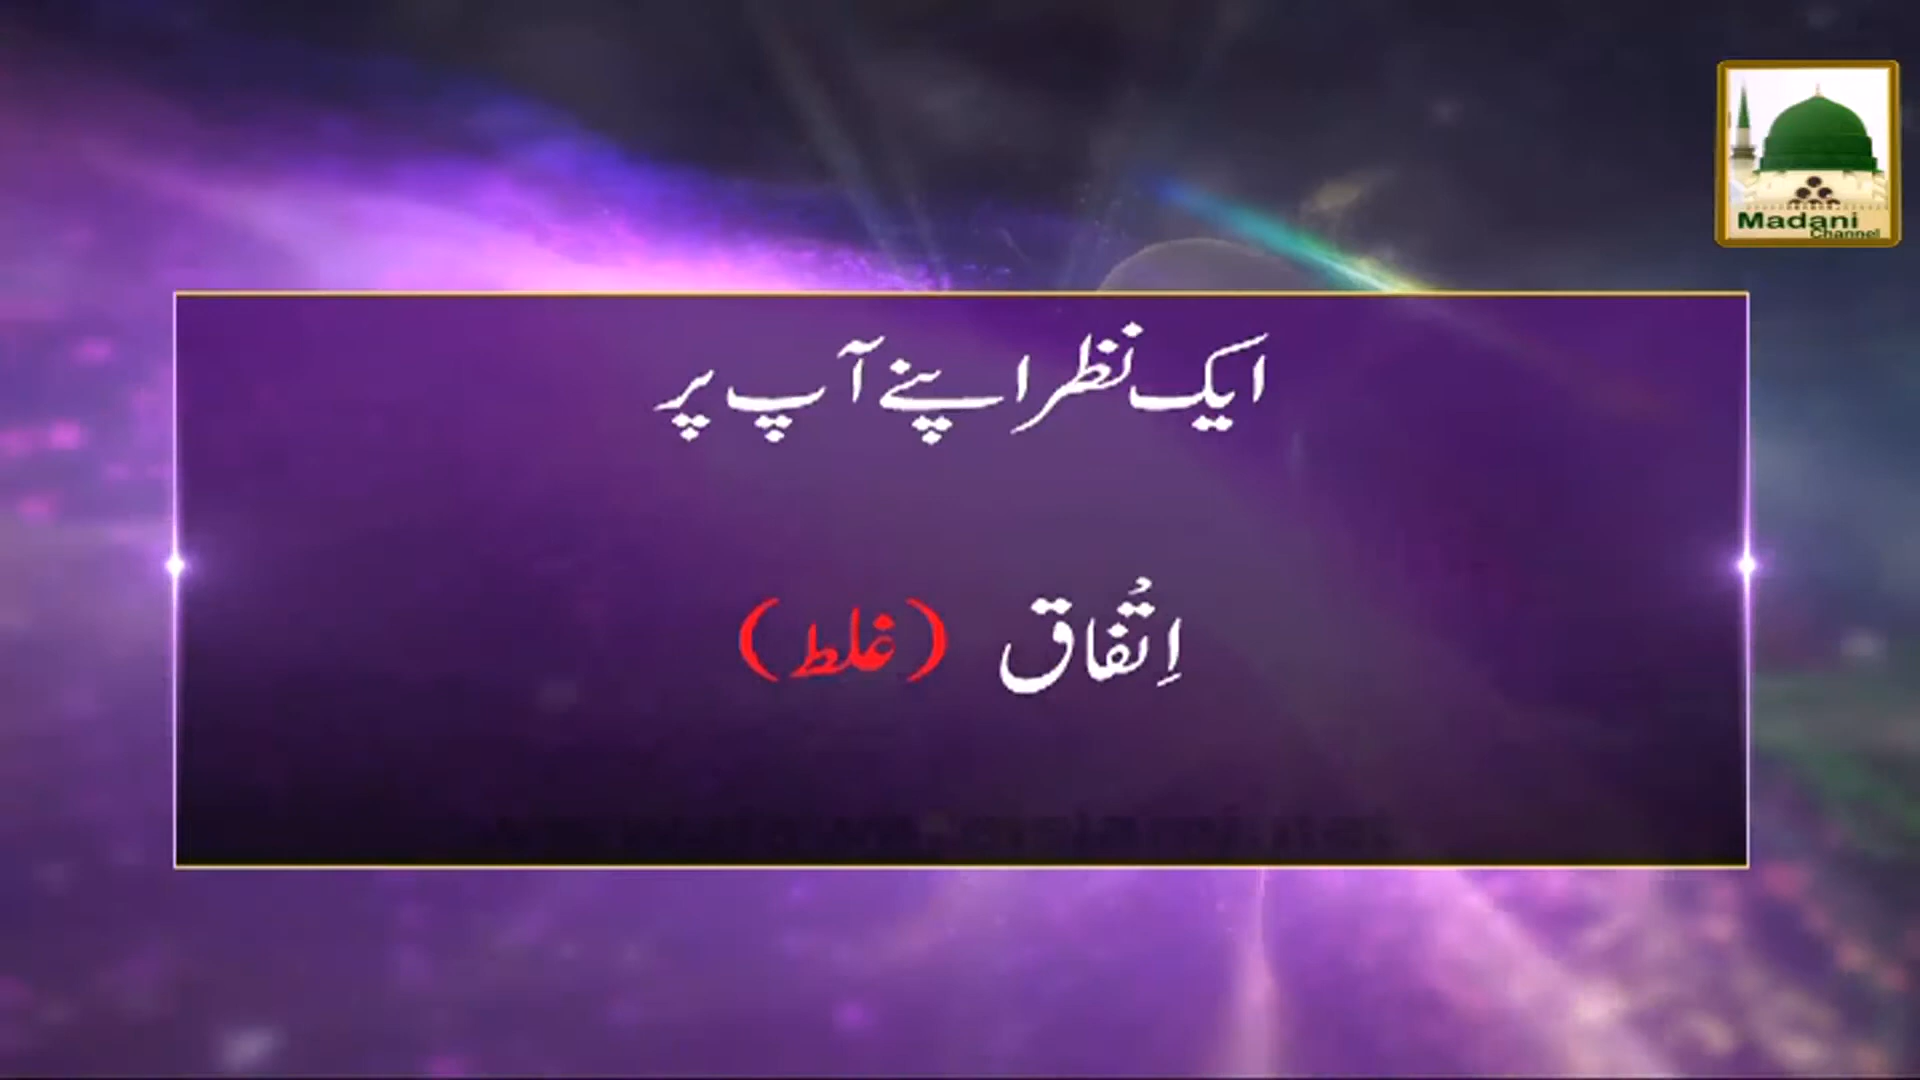 Madani
Channel
ایک نظر اپنے آپ پر
اِتُفاق (غلط)